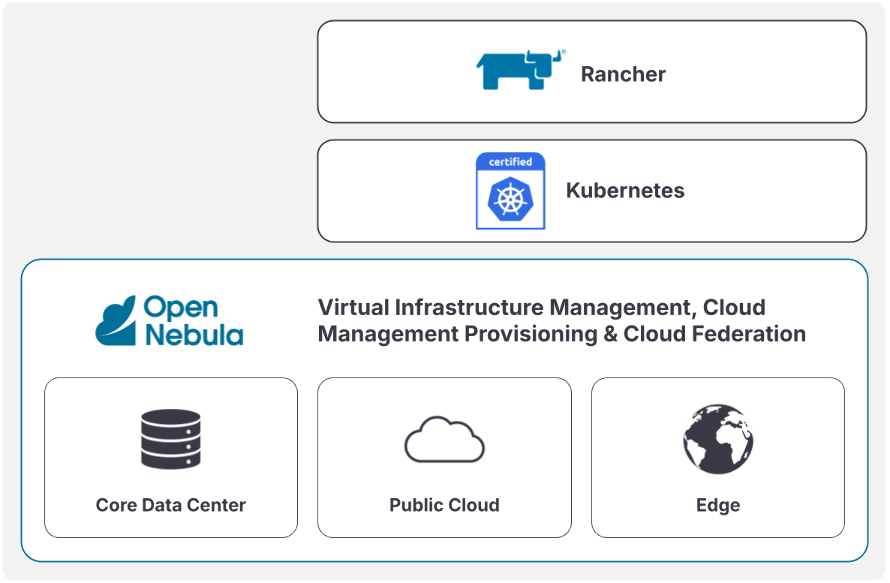 Rancher
certified
Kubernetes
Open
Nebula
Virtual Infrastructure Management, Cloud
Management Provisioning & Cloud Federation
Core Data Center
Public Cloud
Edge